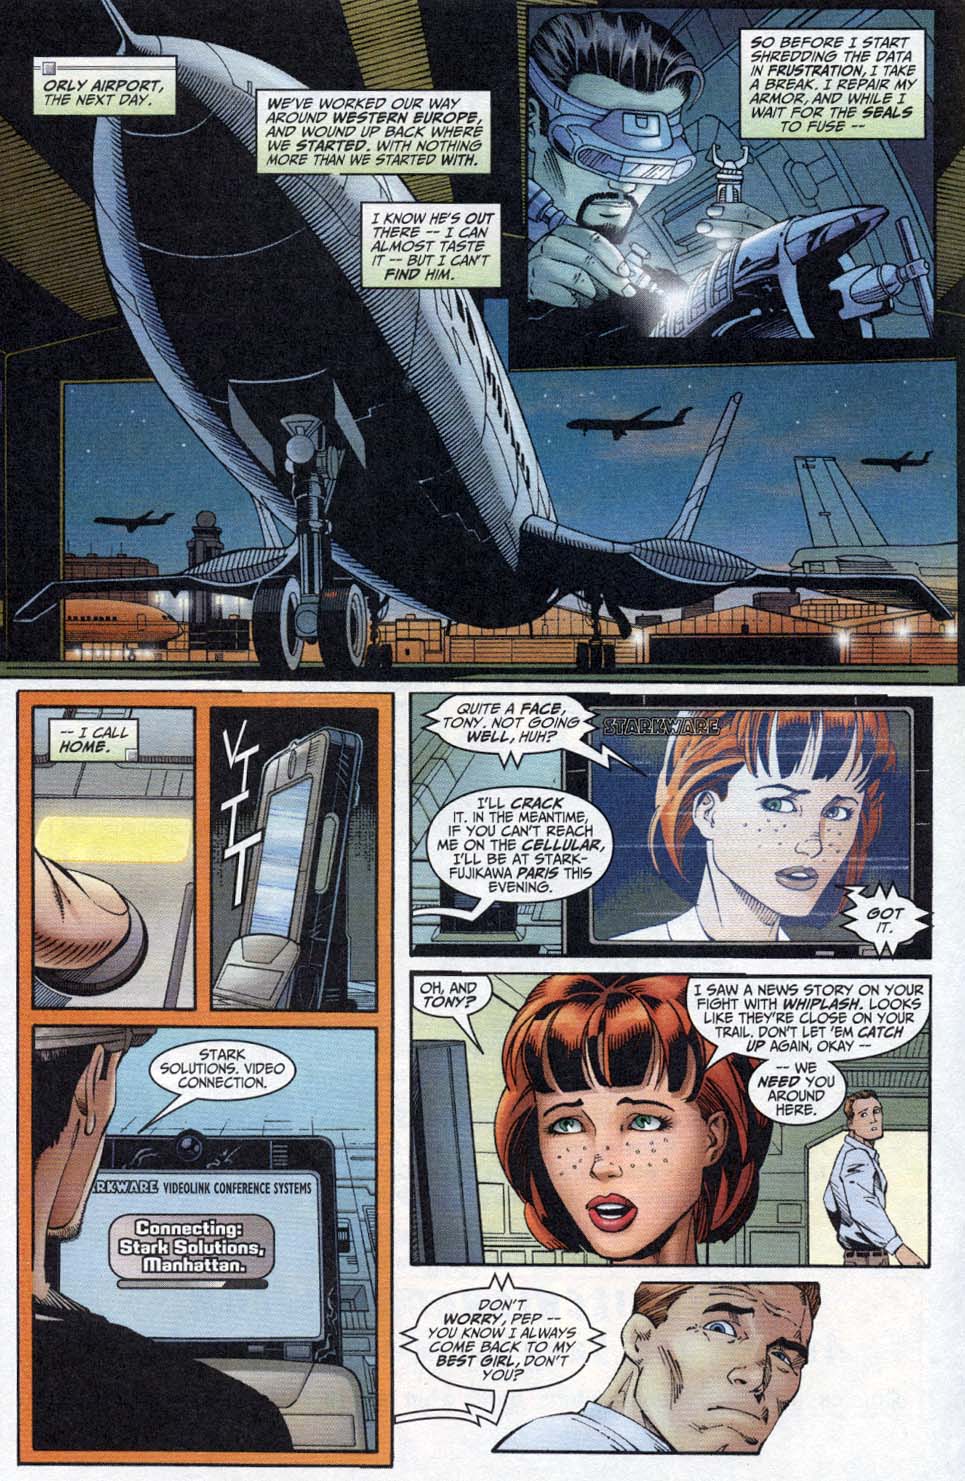 ORLY AIRPORT,
THE NEXT DAY.
WE'VE WORKED OUR WAY
AROUND WESTERN EUROPE,
AND WOUND UP BACK WHERE
WE STARTED. WITH NOTHING
MORE THAN WE STARTED WITH.
I KNOW HE'S OUT
THERE -- I CAN
ALMOST TASTE
IT -- BUT I CAN'T
FIND HIM.
SO BEFORE I START
SHREDDING THE DATA
IN FRUSTRATION, I TAKE
A BREAK. I REPAIR MY
ARMOR, AND WHILE I
WAIT FOR THE SEALS
TO FUSE --
-- I CALL
HOME.
VTTT
STARK
SOLUTIONS. VIDEO
CONNECTION.
RKWARE VIDEOLINK CONFERENCE SYSTEMS
Connecting:
Stark Solutions,
Manhattan.
QUITE A FACE,
TONY. NOT GOING
WELL, HUH?
STARKWARE
I'LL CRACK
IT. IN THE MEANTIME,
IF YOU CAN'T REACH
ME ON THE CELLULAR,
I'LL BE AT STARK-
FUJIKAWA PARIS THIS
EVENING.
GOT
IT.
OH, AND
TONY?
I SAW A NEWS STORY ON YOUR
FIGHT WITH WHIPLASH. LOOKS
LIKE THEY'RE CLOSE ON YOUR
TRAIL. DON'T LET 'EM CATCH
UP AGAIN, OKAY --
-- WE
NEED YOU
AROUND
HERE.
DON'T
WORRY, PEP --
YOU KNOW I ALWAYS
COME BACK TO MY
BEST GIRL, DON'T
YOU?